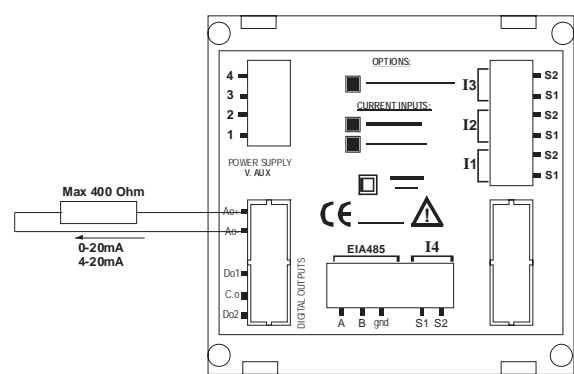 OPTIONS:
4
3
2
1
POWER SUPPLY
V. AUX
CURRENT INPUTS:
I3
S2
S1
I2
S2
S1
I1
S2
S1
Max 400 Ohm
0-20mA
4-20mA
Ao+
Ao-
Do1
C.o
Do2
DIGITAL OUTPUTS
CE
EIA485
I4
A B gnd S1 S2